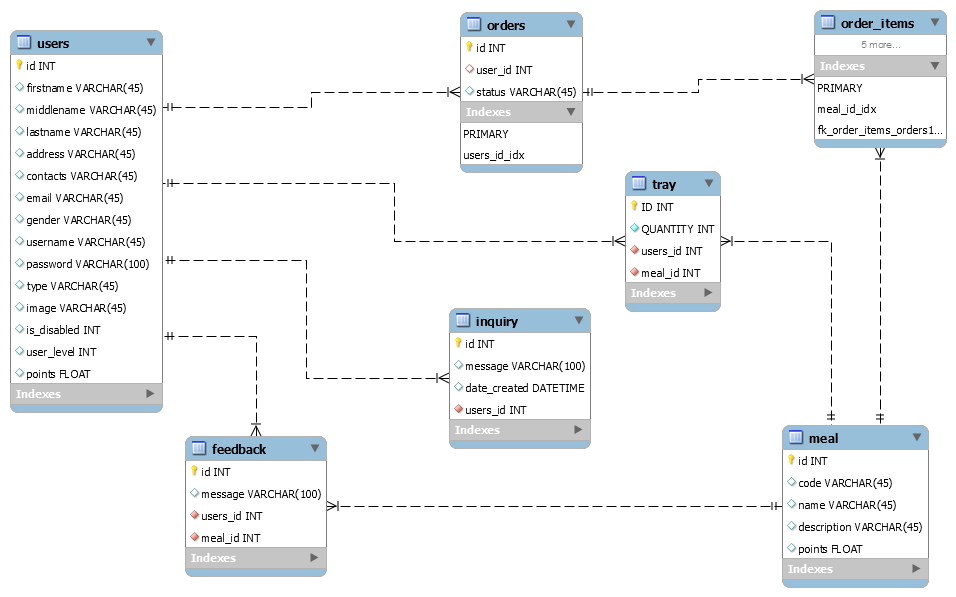 users
id INT
firstname VARCHAR(45)
middlename VARCHAR(45)
lastname VARCHAR(45)
address VARCHAR(45)
contacts VARCHAR(45)
email VARCHAR(45)
gender VARCHAR(45)
username VARCHAR(45)
password VARCHAR(100)
type VARCHAR(45)
image VARCHAR(45)
is_disabled INT
user_level INT
points FLOAT
Indexes
orders
id INT
user_id INT
status VARCHAR(45)
Indexes
PRIMARY
users_id_idx
order_items
5 more...
Indexes
PRIMARY
meal_id_idx
fk_order_items_orders1...
tray
ID INT
QUANTITY INT
users_id INT
meal_id INT
Indexes
inquiry
id INT
message VARCHAR(100)
date_created DATETIME
users_id INT
Indexes
feedback
id INT
message VARCHAR(100)
users_id INT
meal_id INT
Indexes
meal
id INT
code VARCHAR(45)
name VARCHAR(45)
description VARCHAR(45)
points FLOAT
Indexes